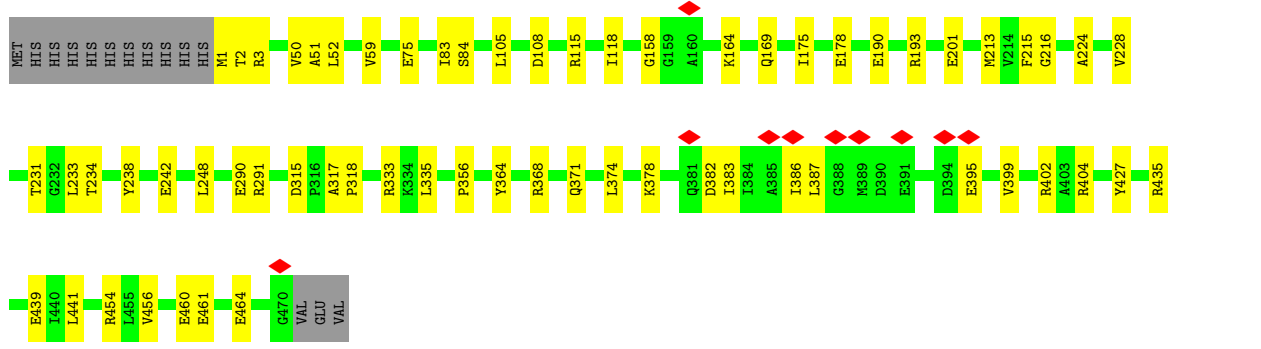 MET HIS HIS HIS HIS HIS HIS HIS HIS HIS HIS M1 T2 R3 V50 A51 L52 V59 E75 I83 S84 L105 D108 R115 I118 G158 G159 A160 K164 Q169 I175 E178 E190 R193 E201 M213 V214 F215 G216 A224 V228
T231 G232 L233 T234 Y238 E242 L248 E290 R291 D315 P316 A317 P318 R333 K334 L335 P356 Y364 R368 Q371 L374 K378 Q381 D382 I383 I384 A385 I386 L387 G388 M389 D390 E391 D394 E395 V399 R402 A403 R404 Y427 R435
E439 I440 L441 R454 L455 V456 E460 E461 E464 G470 VAL GLU VAL